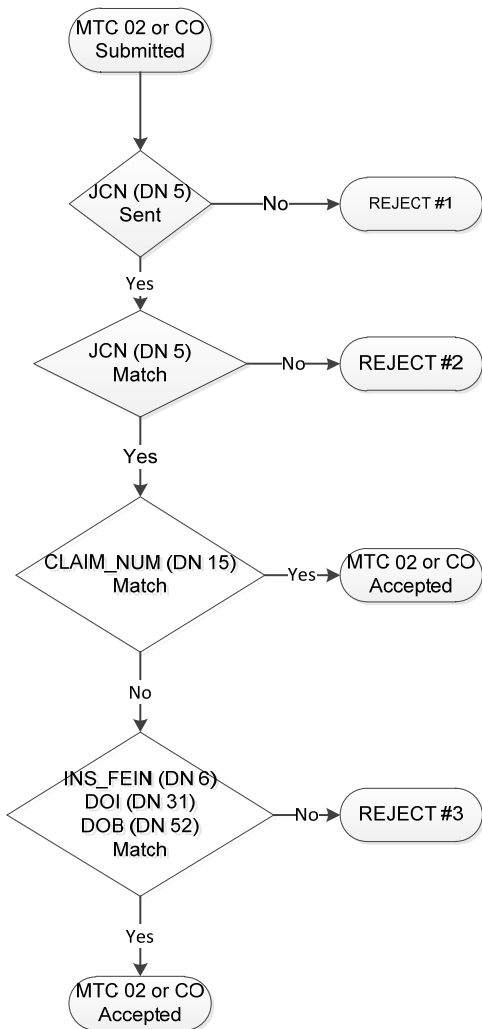 MTC 02 or CO
Submitted
JCN (DN 5)
Sent
No
REJECT #1
Yes
JCN (DN 5)
Match
No
REJECT #2
Yes
CLAIM_NUM (DN 15)
Match
Yes
MTC 02 or CO
Accepted
No
INS_FEIN (DN 6)
DOI (DN 31)
DOB (DN 52)
Match
No
REJECT #3
Yes
MTC 02 or CO
Accepted